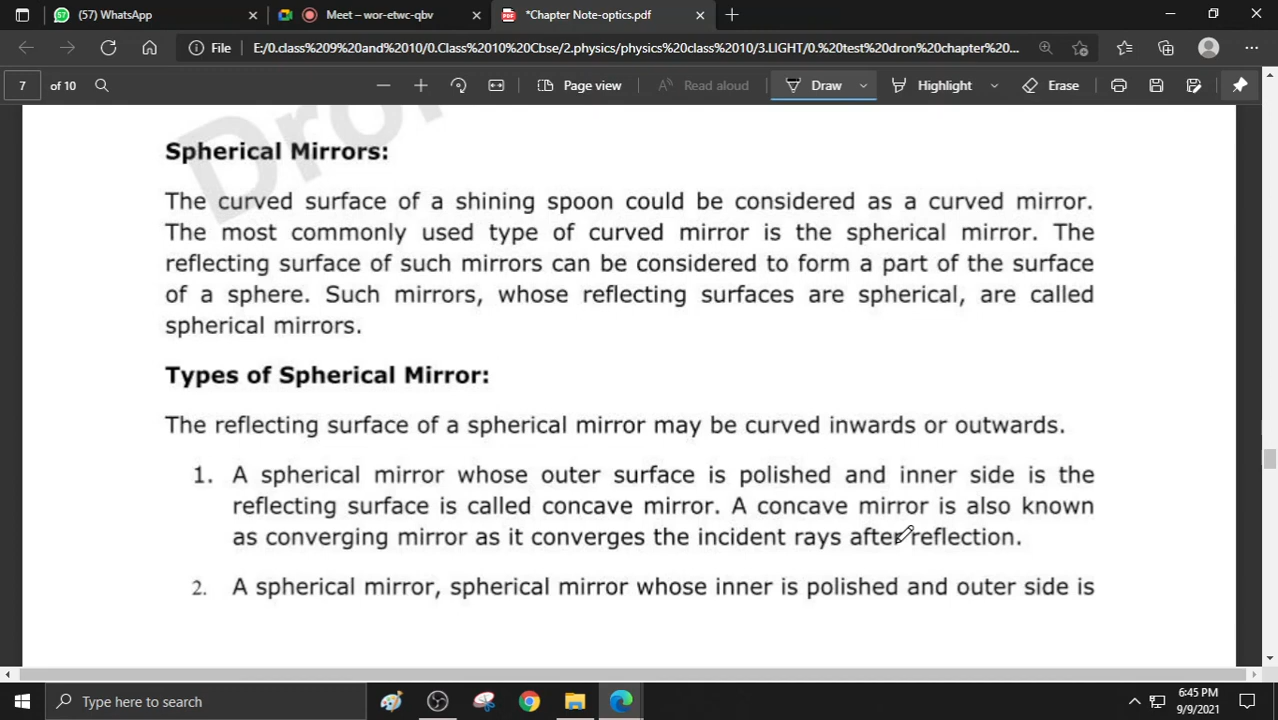 (57) WhatsApp
Meet – wor-etwc-qbv
*Chapter Note-optics.pdf
File
E:/0.class%209%20and%2010/0.Class%2010%20Cbse/2.physics/physics%20class%2010/3.LIGHT/0.%20test%20dron%20chapter%20...
7 of 10
Page view
Read aloud
Draw
Highlight
Erase
Dro
Spherical Mirrors:
The curved surface of a shining spoon could be considered as a curved mirror.
The most commonly used type of curved mirror is the spherical mirror. The
reflecting surface of such mirrors can be considered to form a part of the surface
of a sphere. Such mirrors, whose reflecting surfaces are spherical, are called
spherical mirrors.
Types of Spherical Mirror:
The reflecting surface of a spherical mirror may be curved inwards or outwards.
1. A spherical mirror whose outer surface is polished and inner side is the
reflecting surface is called concave mirror. A concave mirror is also known
as converging mirror as it converges the incident rays after reflection.
2. A spherical mirror, spherical mirror whose inner is polished and outer side is
Type here to search
6:45 PM
9/9/2021